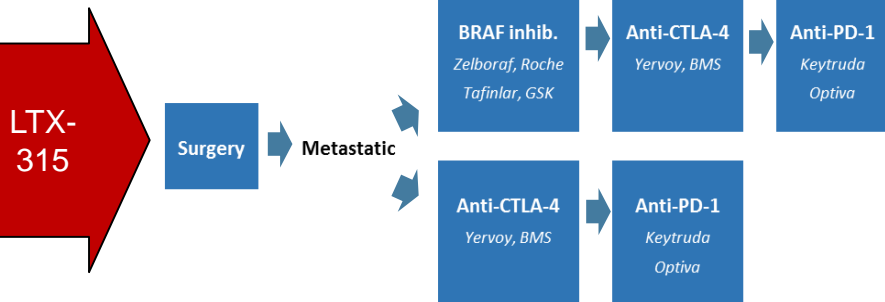 LTX-
315
Surgery
Metastatic
BRAF inhib.
Zelboraf, Roche
Tafinlar, GSK
Anti-CTLA-4
Yervoy, BMS
Anti-PD-1
Keytruda
Optiva
Anti-CTLA-4
Yervoy, BMS
Anti-PD-1
Keytruda
Optiva